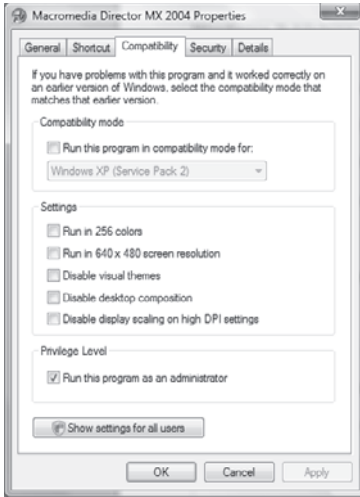 Macromedia Director MX 2004 Properties
General Shortcut Compatibility Security Details
If you have problems with this program and it worked correctly on
an earlier version of Windows, select the compatibility mode that
matches that earlier version.
Compatibility mode
Run this program in compatibility mode for:
Windows XP (Service Pack 2)
Settings
Run in 256 colors
Run in 640 x 480 screen resolution
Disable visual themes
Disable desktop composition
Disable display scaling on high DPI settings
Privilege Level
Run this program as an administrator
Show settings for all users
OK Cancel Apply